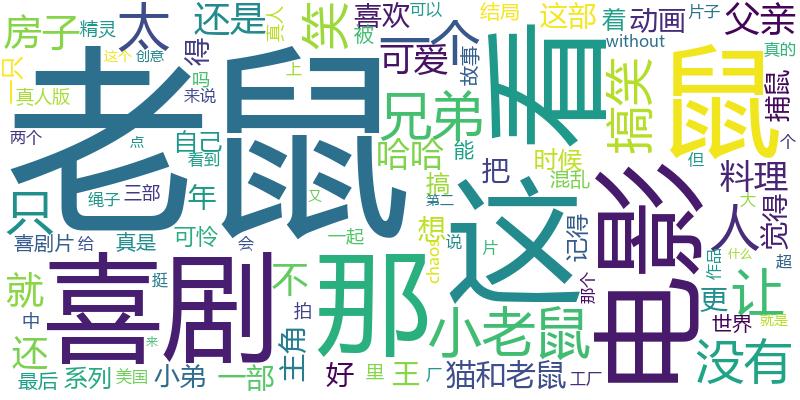 老鼠
喜剧
那
这
看
电影
鼠
房子
精灵
太
还是
笑
喜欢
真人
被
一个
可以
结局
这部
片子
着
动画
父亲
without
真的
一只
这个
创意
得
吗
上
可爱
故事
搞笑
捕鼠
个
真人版
来说
兄弟
两个
点
自己
看到
哈哈
能
时候
但
只
绳子
三部
年
搞
把
混乱
料理
大
又
第二
喜剧片
给
真是
可怜
会
一起
想
说
chaos
片
记得
那个
人
觉得
作品
超
什么
就
挺
拍
不
小老鼠
更
让
中
还
来
主角
世界
就是
最后
系列
美国
小弟
一部
好
里
王
厂
猫和老鼠
工厂
没有